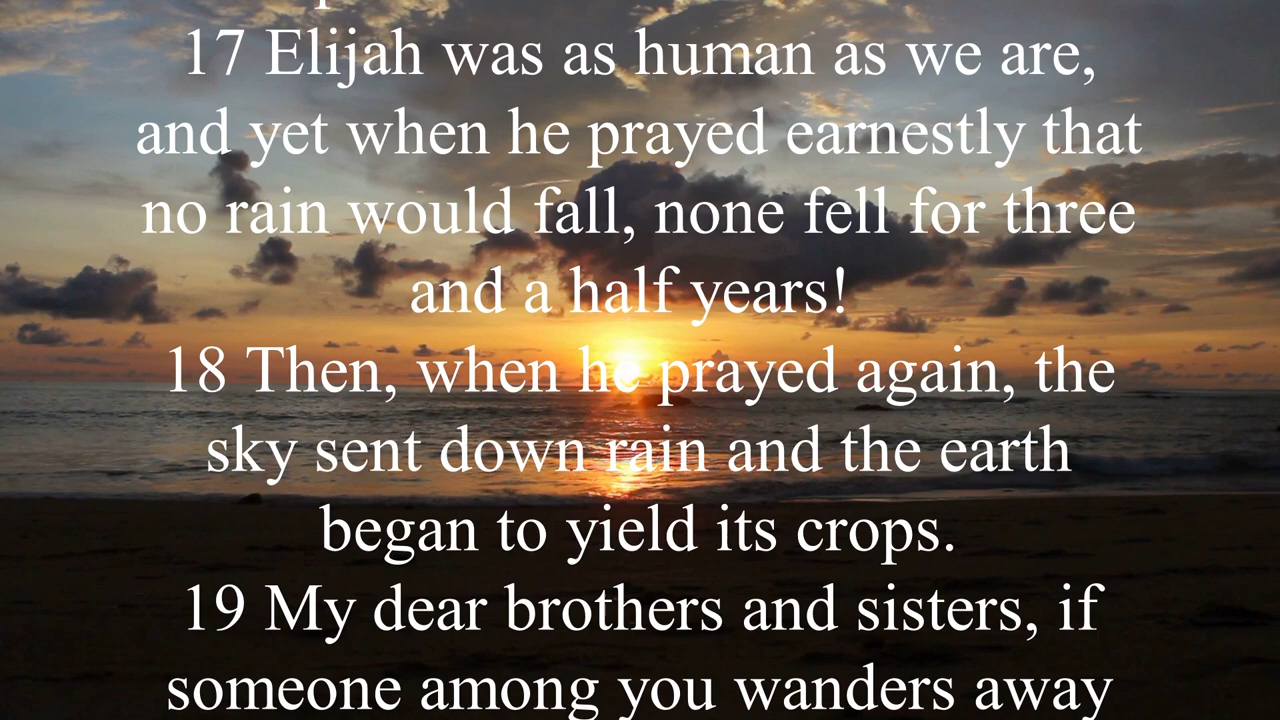 17 Elijah was as human as we are,
and yet when he prayed earnestly that
no rain would fall, none fell for three
and a half years!
18 Then, when he prayed again, the
sky sent down rain and the earth
began to yield its crops.
19 My dear brothers and sisters, if
someone among you wanders away